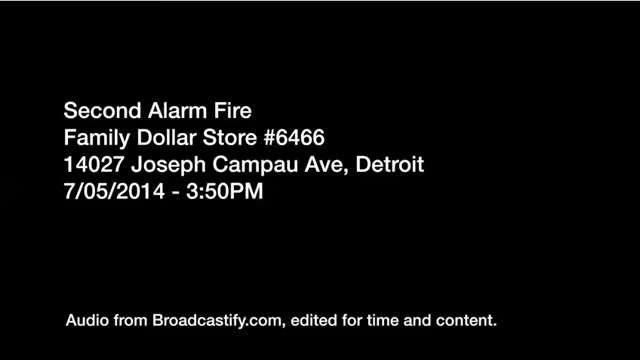 Second Alarm Fire
Family Dollar Store #6466
14027 Joseph Campau Ave, Detroit
7/05/2014 - 3:50PM
Audio from Broadcastify.com, edited for time and content.